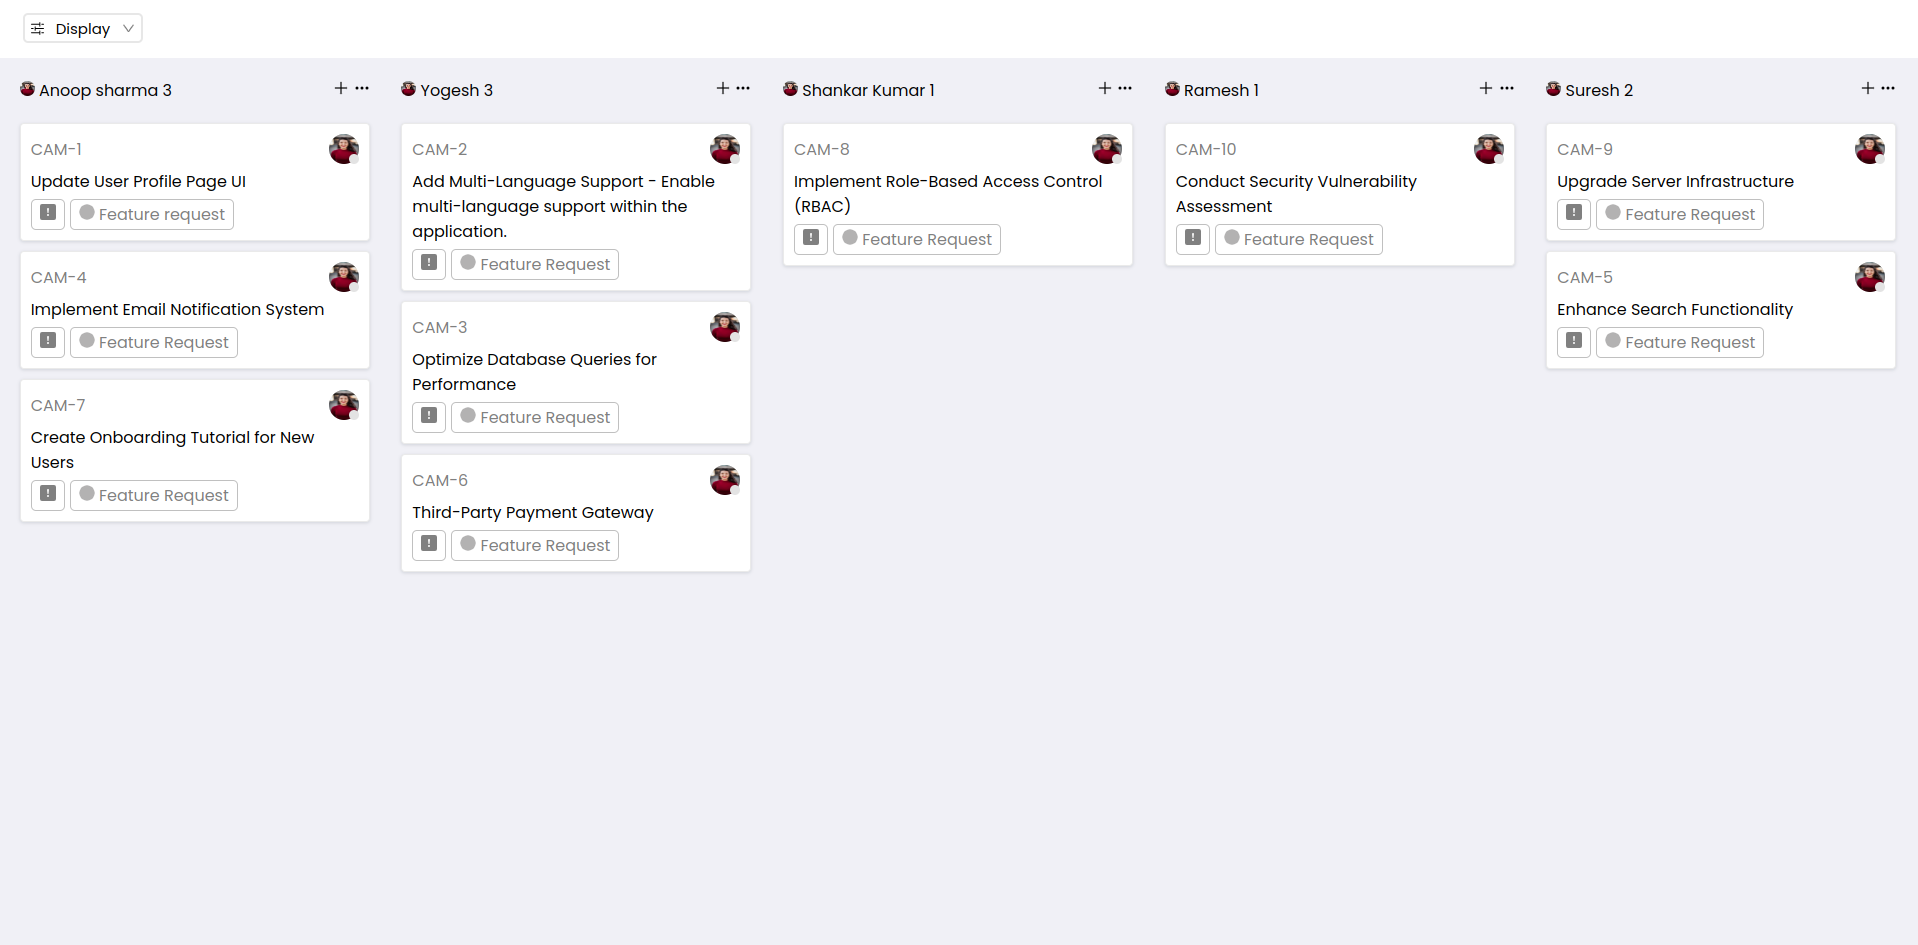 Display
Anoop sharma 3
CAM-1
Update User Profile Page UI
Feature request
CAM-4
Implement Email Notification System
Feature Request
CAM-7
Create Onboarding Tutorial for New
Users
Feature Request
Yogesh 3
CAM-2
Add Multi-Language Support - Enable
multi-language support within the
application.
Feature Request
CAM-3
Optimize Database Queries for
Performance
Feature Request
CAM-6
Third-Party Payment Gateway
Feature Request
Shankar Kumar 1
CAM-8
Implement Role-Based Access Control
(RBAC)
Feature Request
Ramesh 1
CAM-10
Conduct Security Vulnerability
Assessment
Feature Request
Suresh 2
CAM-9
Upgrade Server Infrastructure
Feature Request
CAM-5
Enhance Search Functionality
Feature Request